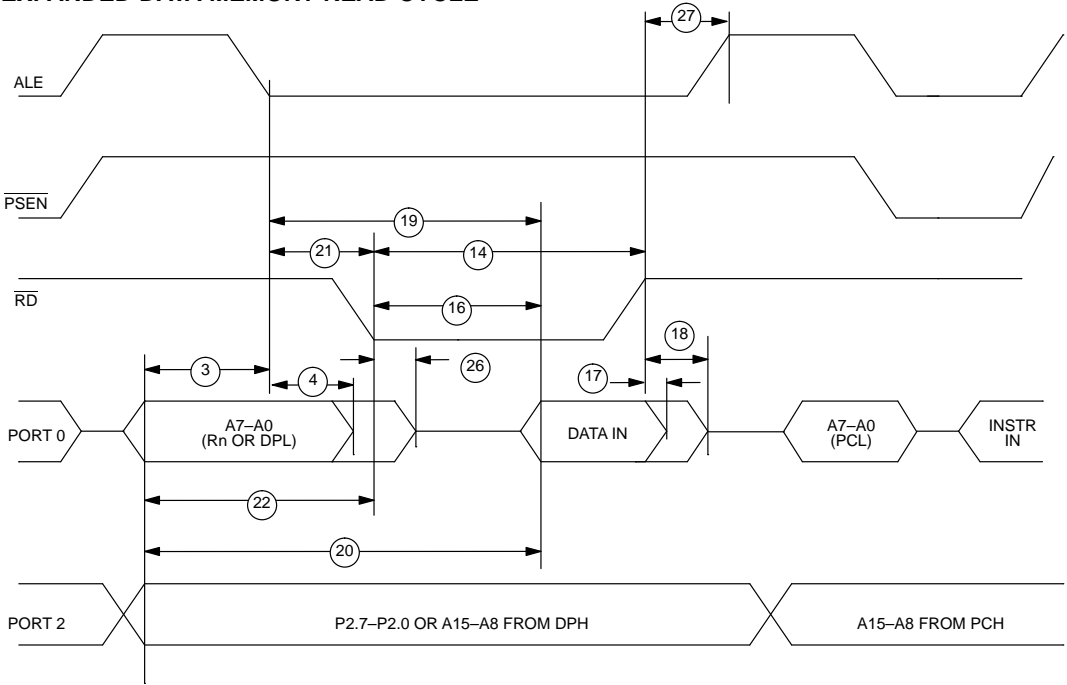 EXPANDED DATA MEMORY READ CYCLE
27
ALE
PSEN
19
21
14
RD
16
18
3
4
26
17
PORT 0
A7–A0
(Rn OR DPL)
DATA IN
A7–A0
(PCL)
INSTR
IN
22
20
PORT 2
P2.7–P2.0 OR A15–A8 FROM DPH
A15–A8 FROM PCH